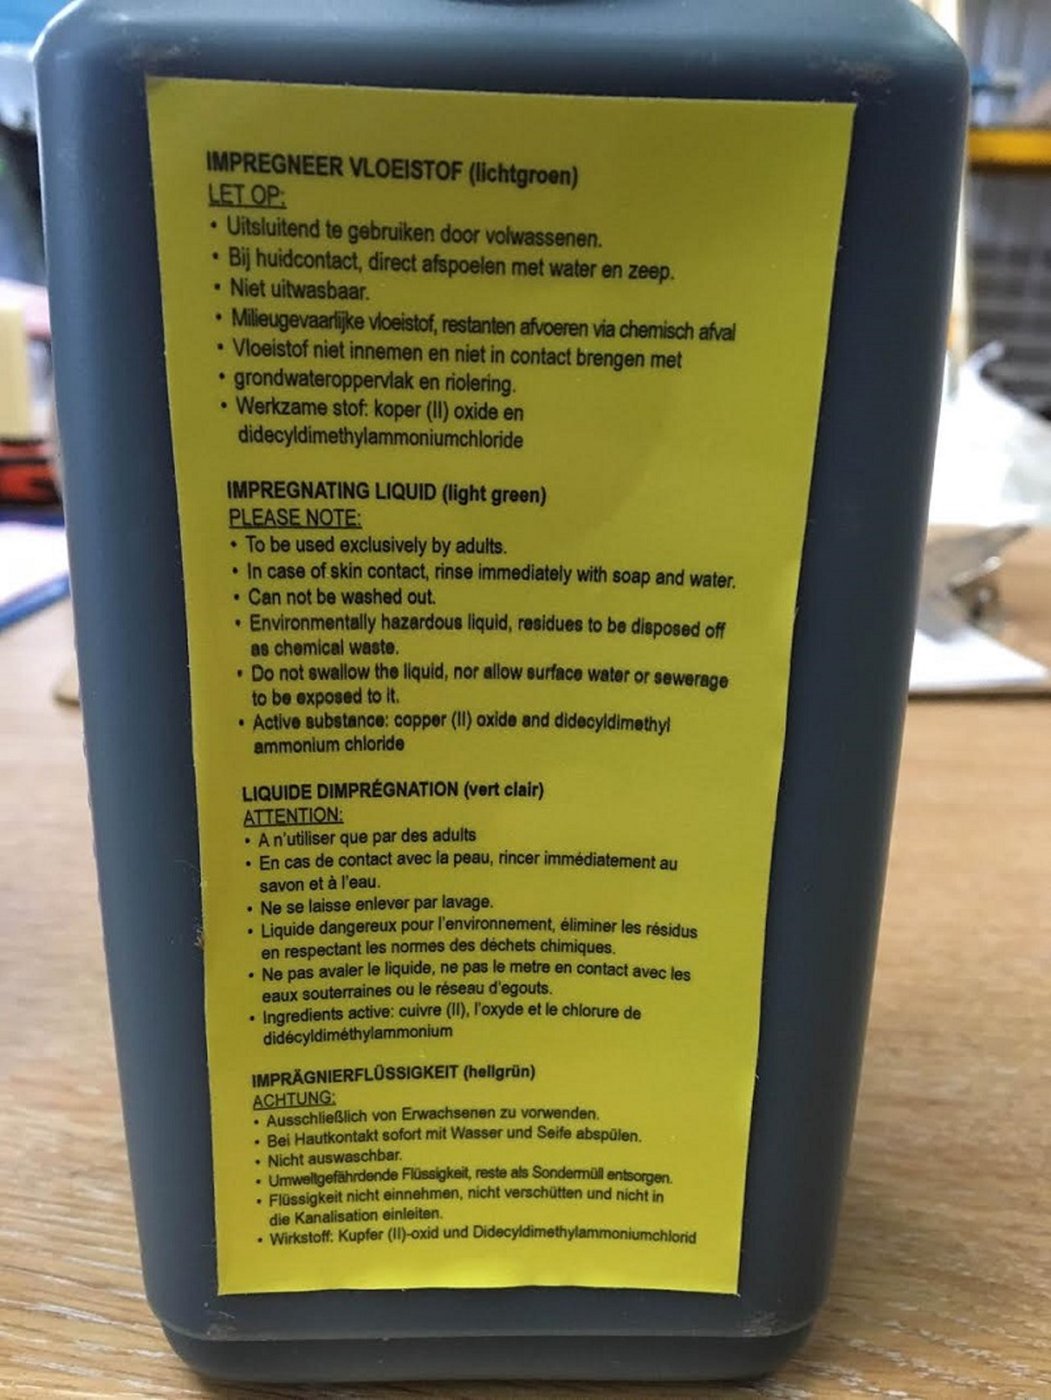 IMPREGNEER VLOEISTOF (lichtgroen)
LET OP:
• Uitsluitend te gebruiken door volwassenen.
• Bij huidcontact, direct afspoelen met water en zeep.
• Niet uitwasbaar.
• Milieugevaarlijke vloeistof, restanten afvoeren via chemisch afval
• Vloeistof niet innemen en niet in contact brengen met
• grondwateroppervlak en riolering.
• Werkzame stof: koper (II) oxide en
didecyldimethylammoniumchloride
IMPREGNATING LIQUID (light green)
PLEASE NOTE:
• To be used exclusively by adults.
• In case of skin contact, rinse immediately with soap and water.
• Can not be washed out.
• Environmentally hazardous liquid, residues to be disposed off
as chemical waste.
• Do not swallow the liquid, nor allow surface water or sewerage
to be exposed to it.
• Active substance: copper (II) oxide and didecyldimethyl
ammonium chloride
LIQUIDE DIMPRÉGNATION (vert clair)
ATTENTION:
• A n'utiliser que par des adults
• En cas de contact avec la peau, rincer immédiatement au
savon et à l'eau.
• Ne se laisse enlever par lavage.
• Liquide dangereux pour l'environnement, éliminer les résidus
en respectant les normes des déchets chimiques.
• Ne pas avaler le liquide, ne pas le metre en contact avec les
eaux souterraines ou le réseau d'egouts.
• Ingredients active: cuivre (II), l'oxyde et le chlorure de
didécyldiméthylammonium
IMPRÄGNIERFLÜSSIGKEIT (hellgrün)
ACHTUNG:
• Ausschließlich von Erwachsenen zu vorwenden.
• Bei Hautkontakt sofort mit Wasser und Seife abspülen.
• Nicht auswaschbar.
• Umweltgefährdende Flüssigkeit, reste als Sondermüll entsorgen.
• Flüssigkeit nicht einnehmen, nicht verschütten und nicht in
die Kanalisation einleiten.
• Wirkstoff: Kupfer (II)-oxid und Didecyldimethylammoniumchlorid